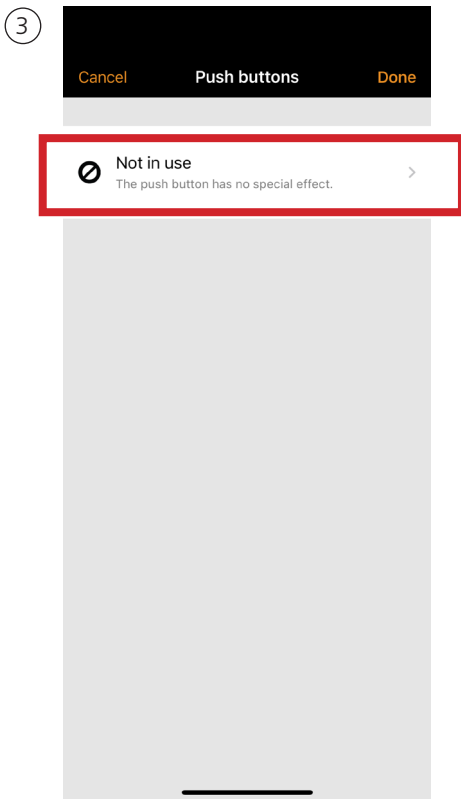 3
Cancel Push buttons Done
Not in use
The push button has no special effect.